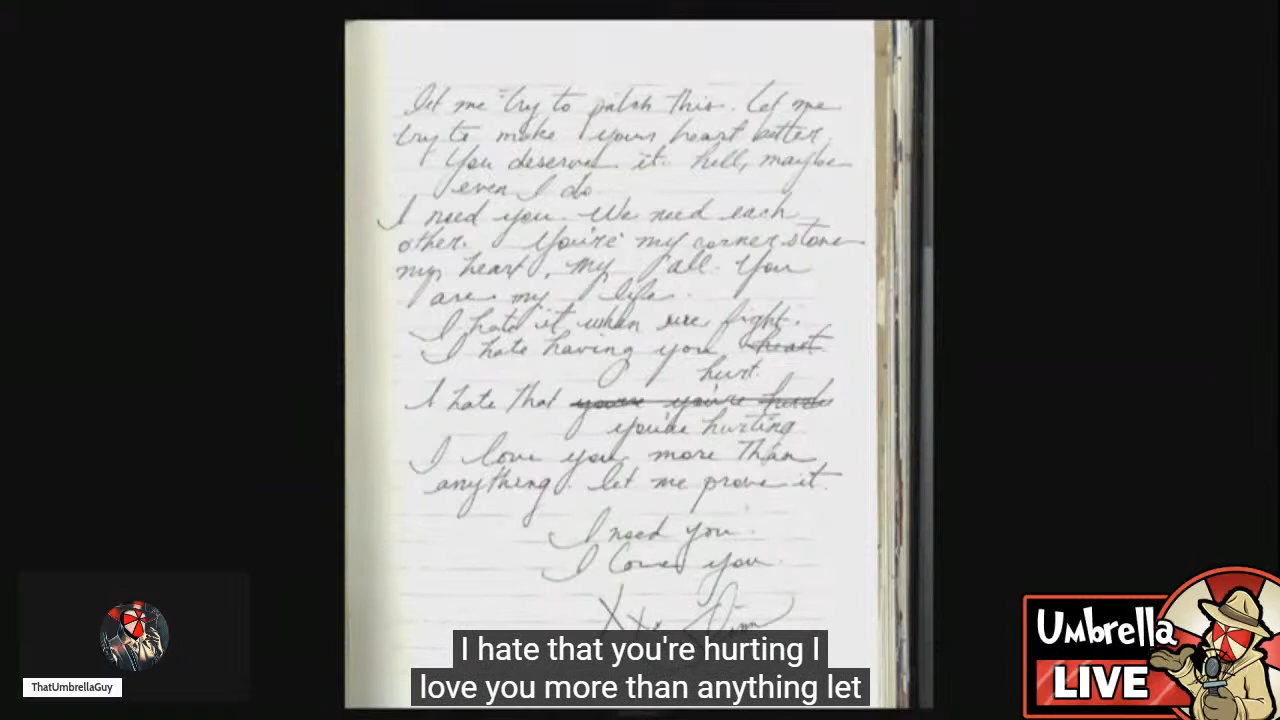 let me try to patch this. Let me
try to make your heart better
You deserve it. hell, maybe
even I do
I need you. We need each
other. You're my corner stone
my heart, my all. You
are my life.
I hate it when we fight.
I hate having you heart
hurt.
I hate that you're
you're hurting
I love you more than
anything. let me prove it.
I need you.
I love you
I hate that you're hurting I
love you more than anything let
ThatUmbrellaGuy
Umbrella
LIVE